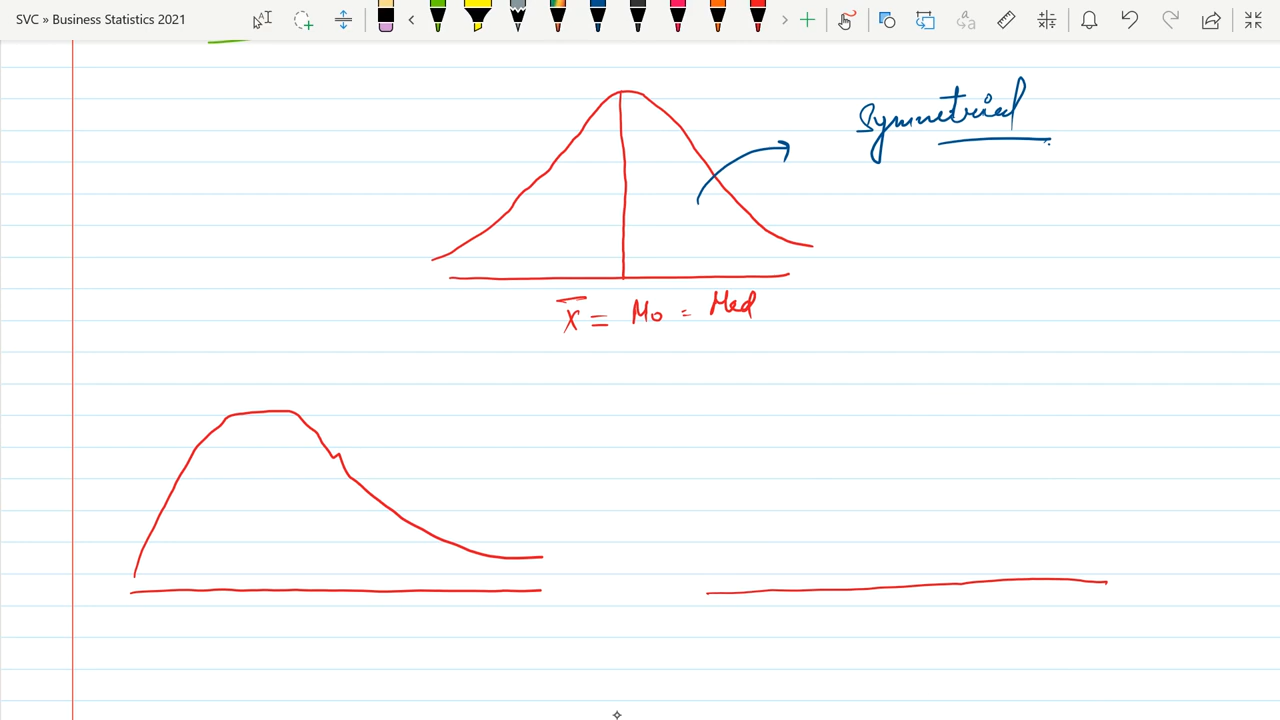 SVC » Business Statistics 2021
Symmetrical
X̅ = Mo = Med